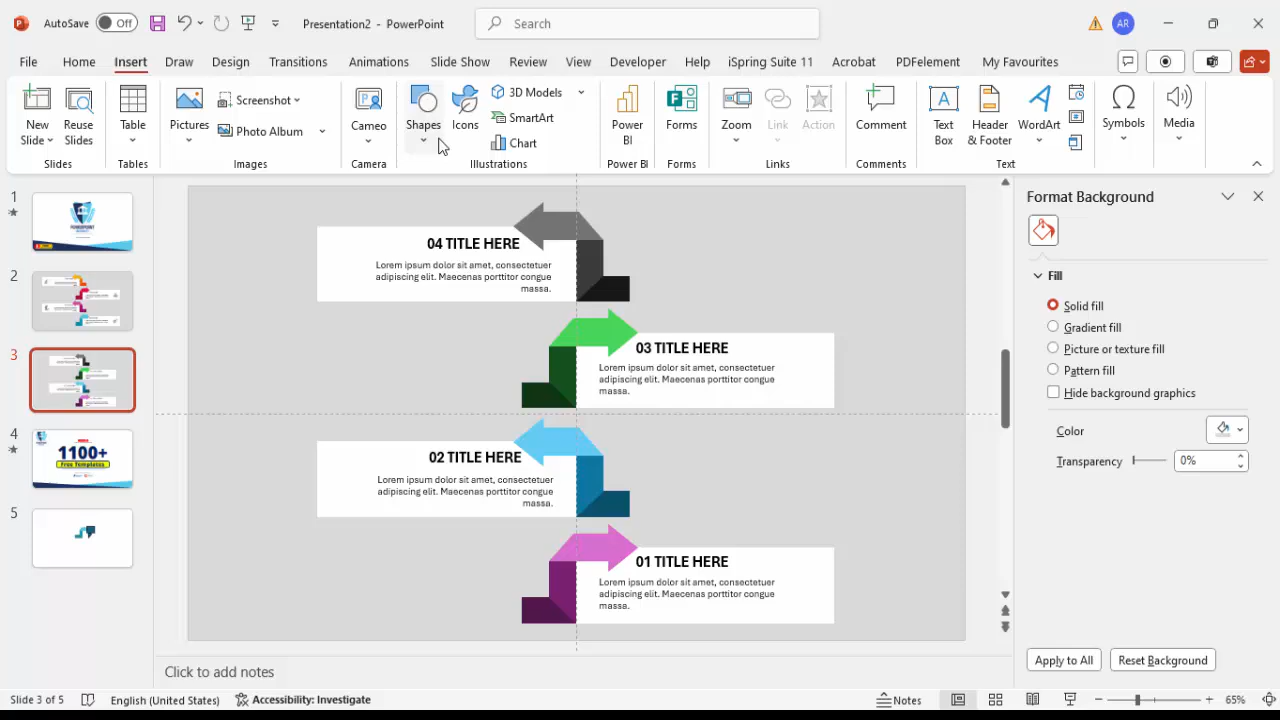 AutoSave Off Presentation2 - PowerPoint Search AR
File Home Insert Draw Design Transitions Animations Slide Show Review View Developer Help iSpring Suite 11 Acrobat PDFelement My Favourites
New Slide
Reuse Slides
Table
Pictures
Screenshot
Photo Album
Cameo
Shapes
Icons
3D Models
SmartArt
Chart
Power BI
Forms
Zoom
Link
Action
Comment
Text Box
Header & Footer
WordArt
Symbols
Media
Slides Tables Images Camera Illustrations Power BI Forms Links Comments Text
1
2
3
4
1100+
Free Templates
5
04 TITLE HERE
Lorem ipsum dolor sit amet, consectetuer
adipiscing elit. Maecenas porttitor congue
massa.
03 TITLE HERE
Lorem ipsum dolor sit amet, consectetuer
adipiscing elit. Maecenas porttitor congue
massa.
02 TITLE HERE
Lorem ipsum dolor sit amet, consectetuer
adipiscing elit. Maecenas porttitor congue
massa.
01 TITLE HERE
Lorem ipsum dolor sit amet, consectetuer
adipiscing elit. Maecenas porttitor congue
massa.
Format Background
Fill
Solid fill
Gradient fill
Picture or texture fill
Pattern fill
Hide background graphics
Color
Transparency 0%
Apply to All Reset Background
Click to add notes
Slide 3 of 5 English (United States) Accessibility: Investigate Notes 65%